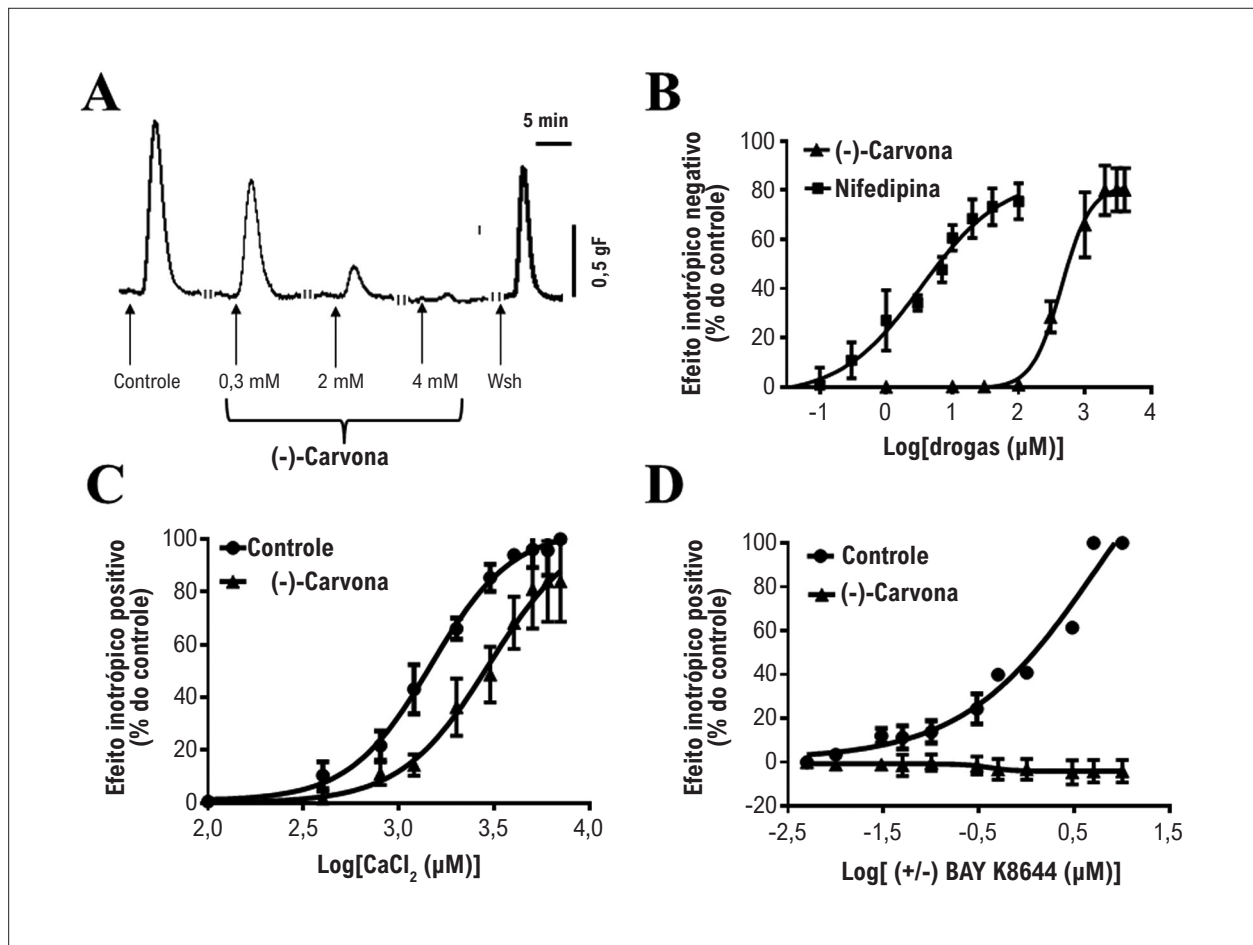 A
5 min
0,5 gF
Controle
0,3 mM
2 mM
4 mM
Wsh
(-)-Carvona
B
Efeito inotrópico negativo
(% do controle)
100
80
60
40
20
0
(-)-Carvona
Nifedipina
-1
0
1
2
3
4
Log[drogas (µM)]
C
Efeito inotrópico positivo
(% do controle)
100
80
60
40
20
0
Controle
(-)-Carvona
2,0
2,5
3,0
3,5
4,0
Log[CaCl₂ (µM)]
D
Efeito inotrópico positivo
(% do controle)
100
80
60
40
20
0
-20
Controle
(-)-Carvona
-2,5
-1,5
-0,5
0,5
1,5
Log[ (+/-) BAY K8644 (µM)]